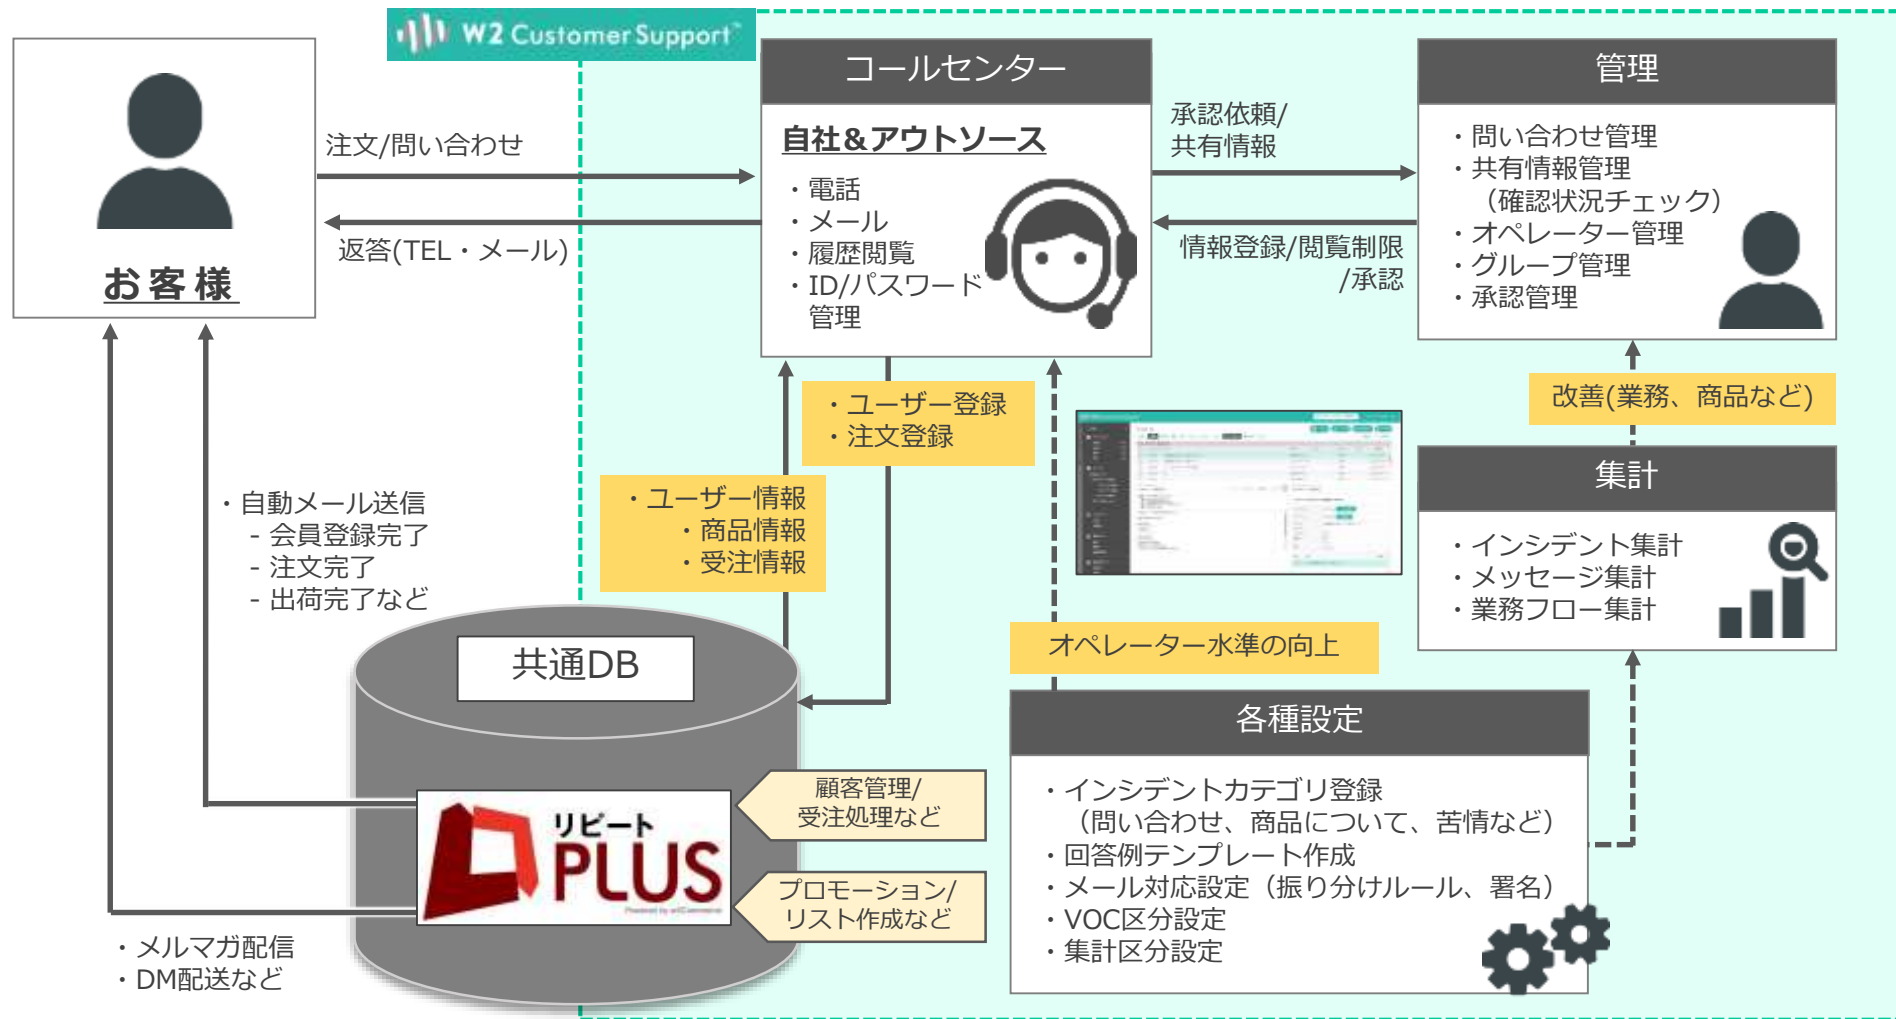 W2 Customer Support
お客様
注文/問い合わせ
返答(TEL・メール)
コールセンター
自社&アウトソース
・電話
・メール
・履歴閲覧
・ID/パスワード
管理
承認依頼/
共有情報
情報登録/閲覧制限
/承認
管理
・問い合わせ管理
・共有情報管理
（確認状況チェック）
・オペレーター管理
・グループ管理
・承認管理
改善(業務、商品など)
集計
・インシデント集計
・メッセージ集計
・業務フロー集計
・ユーザー登録
・注文登録
・ユーザー情報
・商品情報
・受注情報
・自動メール送信
- 会員登録完了
- 注文完了
- 出荷完了など
オペレーター水準の向上
共通DB
リピート
PLUS
顧客管理/
受注処理など
プロモーション/
リスト作成など
各種設定
・インシデントカテゴリ登録
（問い合わせ、商品について、苦情など）
・回答例テンプレート作成
・メール対応設定（振り分けルール、署名）
・VOC区分設定
・集計区分設定
・メルマガ配信
・DM配送など